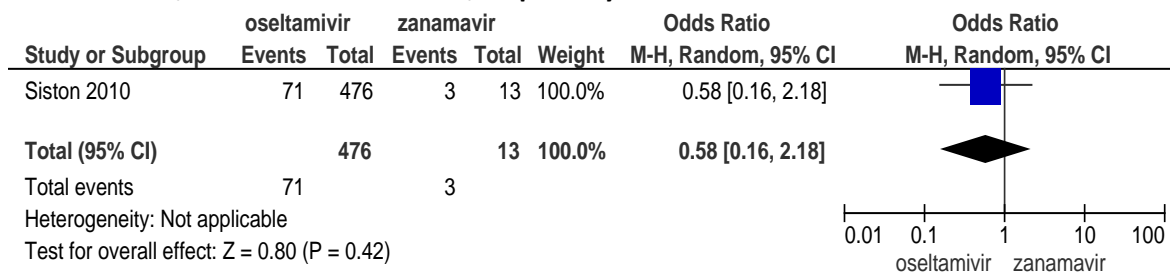 oseltamivir zanamavir Odds Ratio Odds Ratio
Study or Subgroup Events Total Events Total Weight M-H, Random, 95% CI M-H, Random, 95% CI
Siston 2010 71 476 3 13 100.0% 0.58 [0.16, 2.18]
Total (95% CI) 476 13 100.0% 0.58 [0.16, 2.18]
Total events 71 3
Heterogeneity: Not applicable
Test for overall effect: Z = 0.80 (P = 0.42)
0.01 0.1 1 10 100
oseltamivir zanamavir